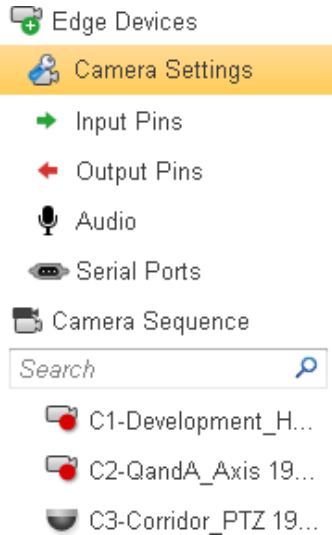 Edge Devices
Camera Settings
Input Pins
Output Pins
Audio
Serial Ports
Camera Sequence
Search
C1-Development_H...
C2-QandA_Axis 19...
C3-Corridor_PTZ 19...